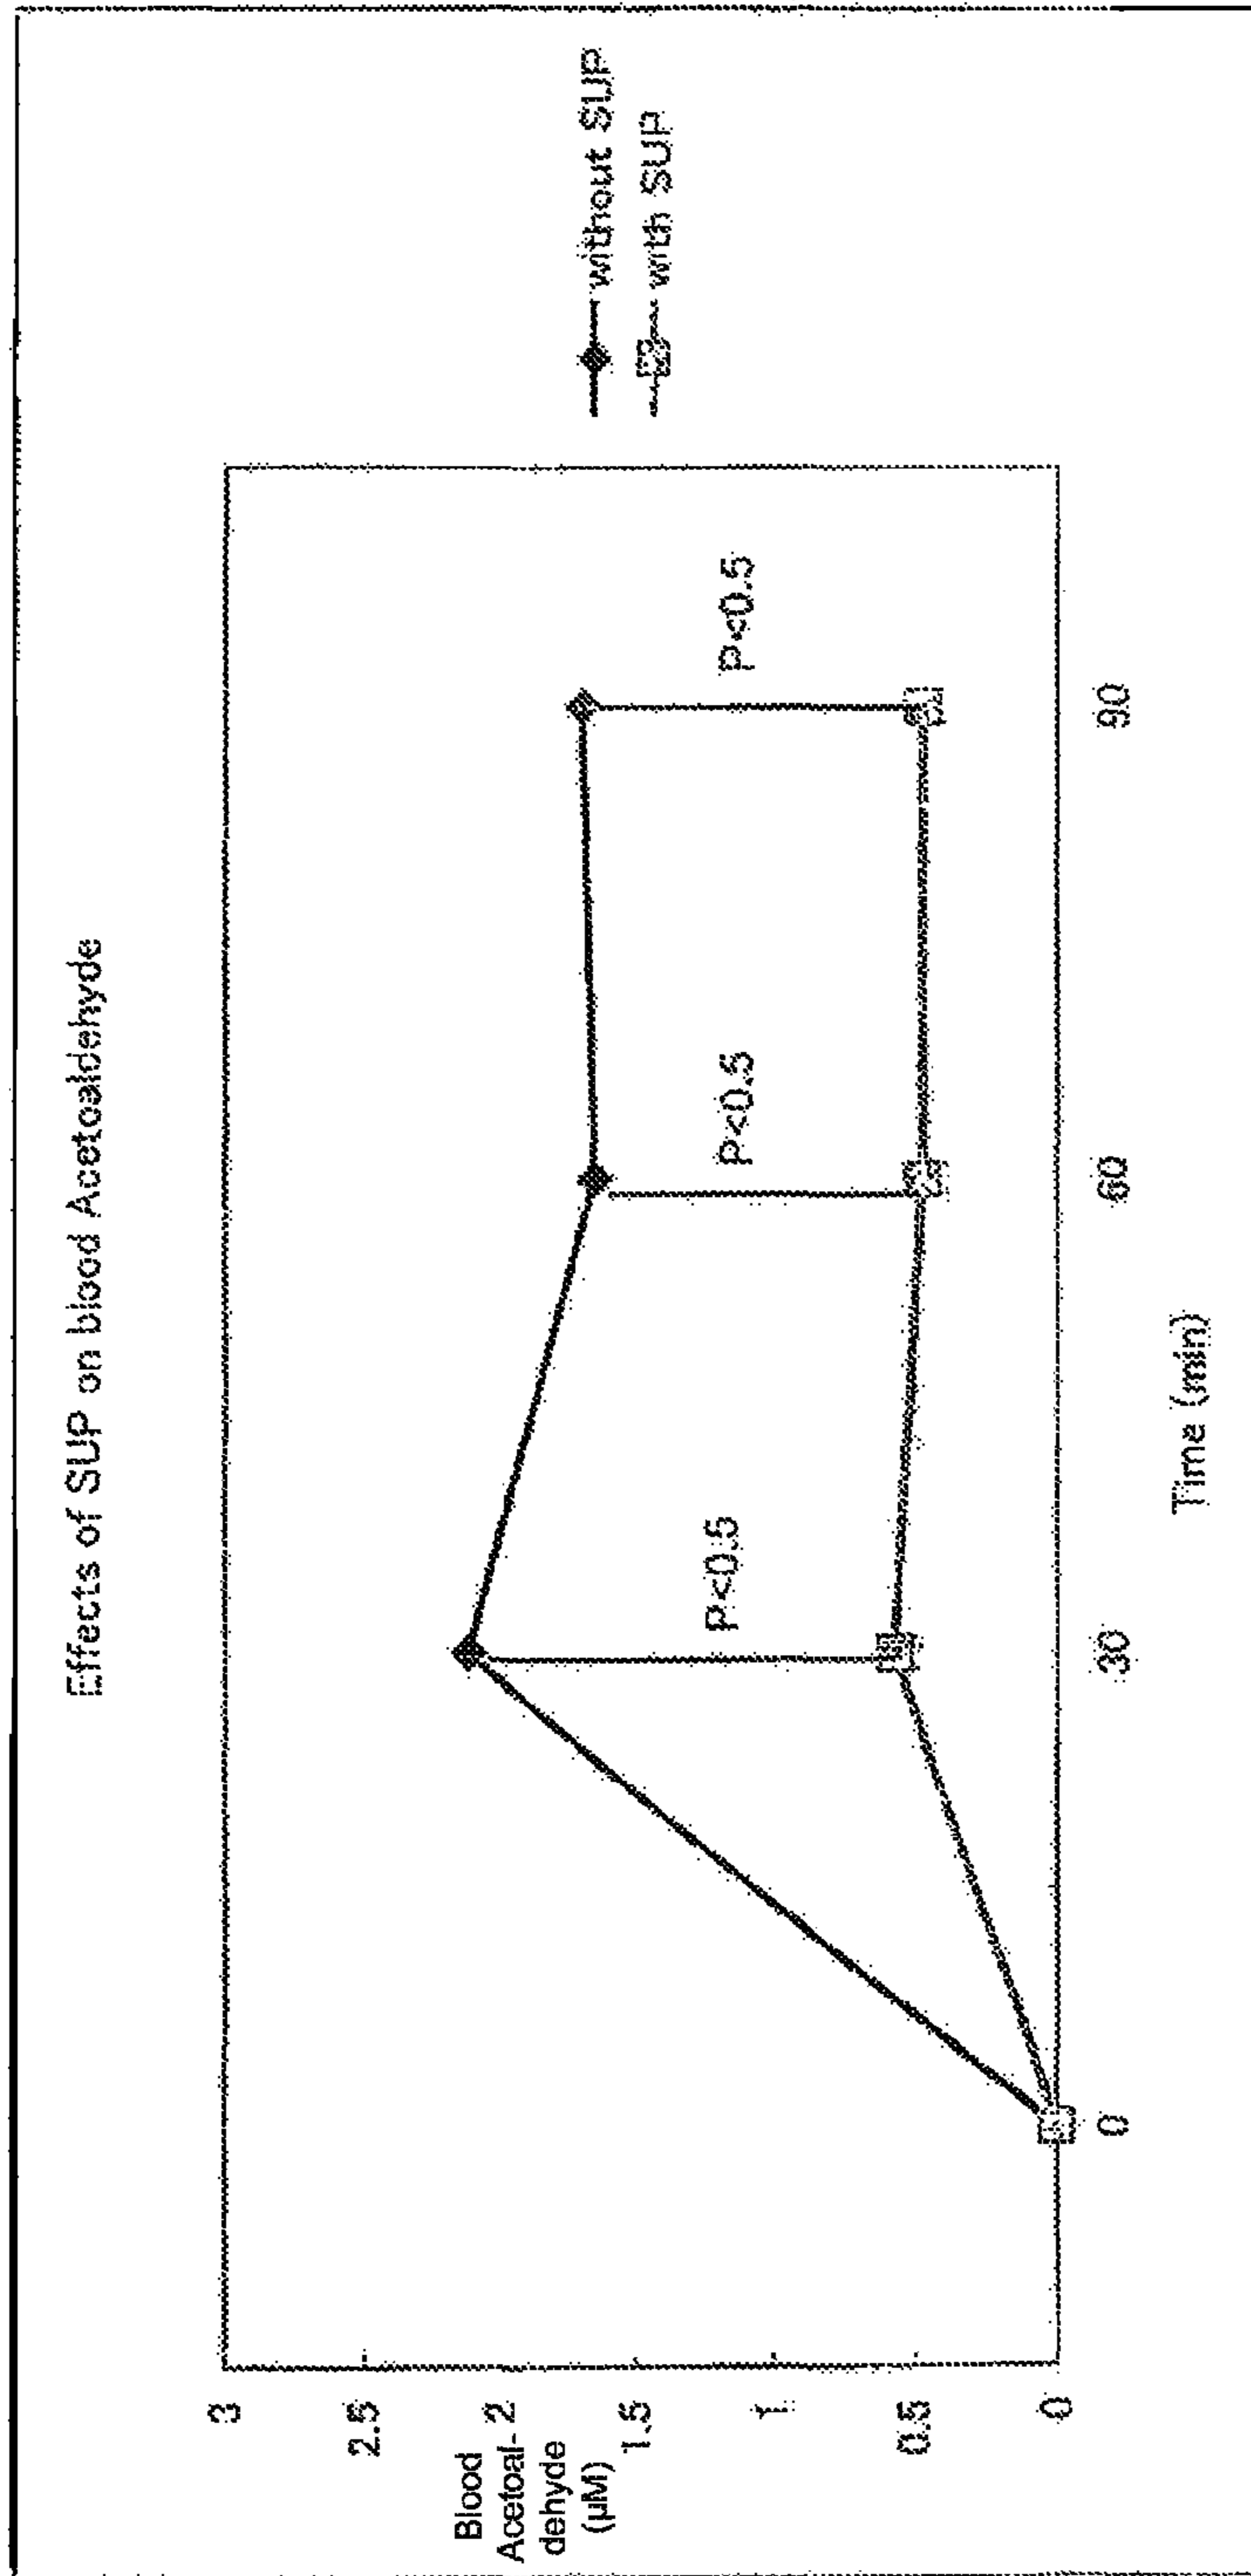 Effects of SUP on blood Acetoaldehyde
3
2.5
2
1.5
1
0.5
0
Blood
Acetoal-
dehyde
(µM)
P<0.5
P<0.5
P<0.5
0
30
60
90
Time (min)
without SUP
with SUP